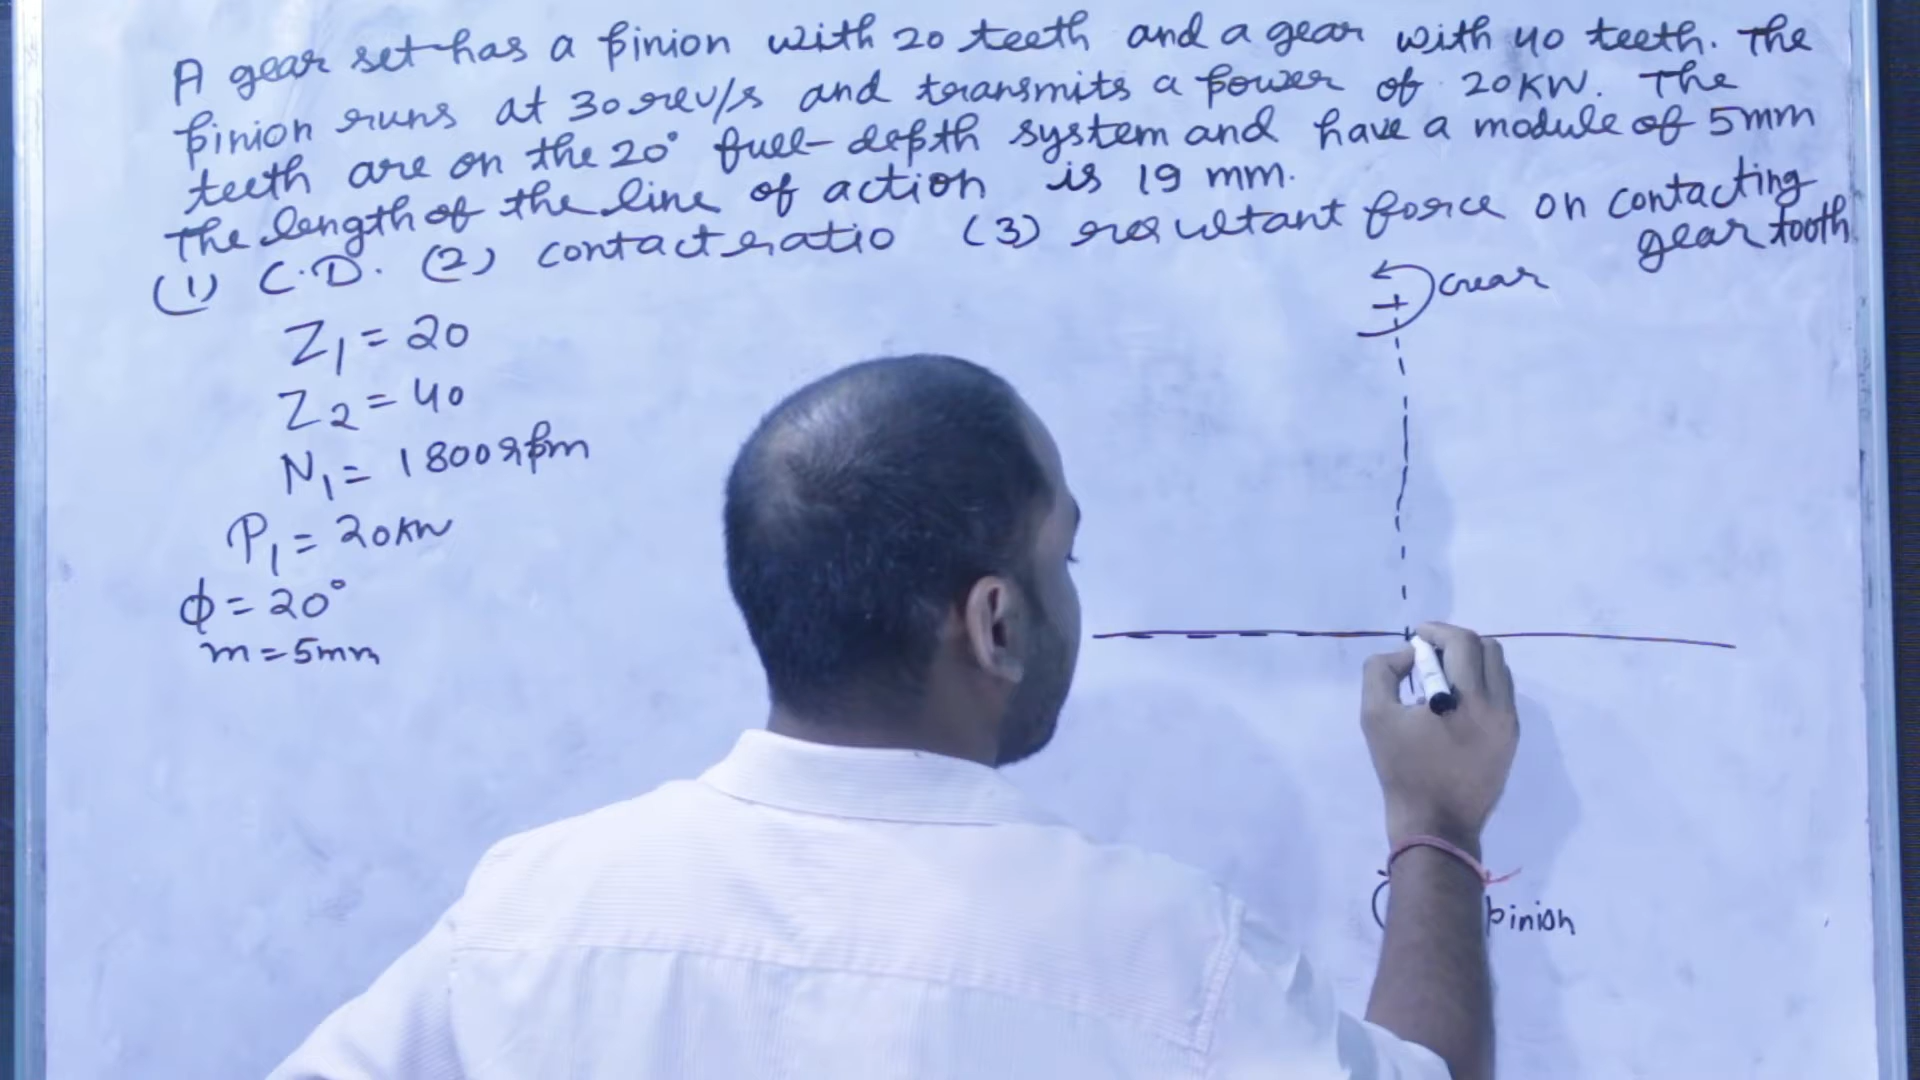 A gear set has a pinion with 20 teeth and a gear with 40 teeth. The
pinion runs at 30 rev/s and transmits a power of 20KW. The
teeth are on the 20° full-depth system and have a module of 5mm
The length of the line of action is 19 mm.
(1) C.D. (2) contact ratio (3) resultant force on contacting
gear tooth
Gear
Z1 = 20
Z2 = 40
N1 = 1800 rpm
P1 = 20KW
ϕ = 20°
m = 5mm
pinion